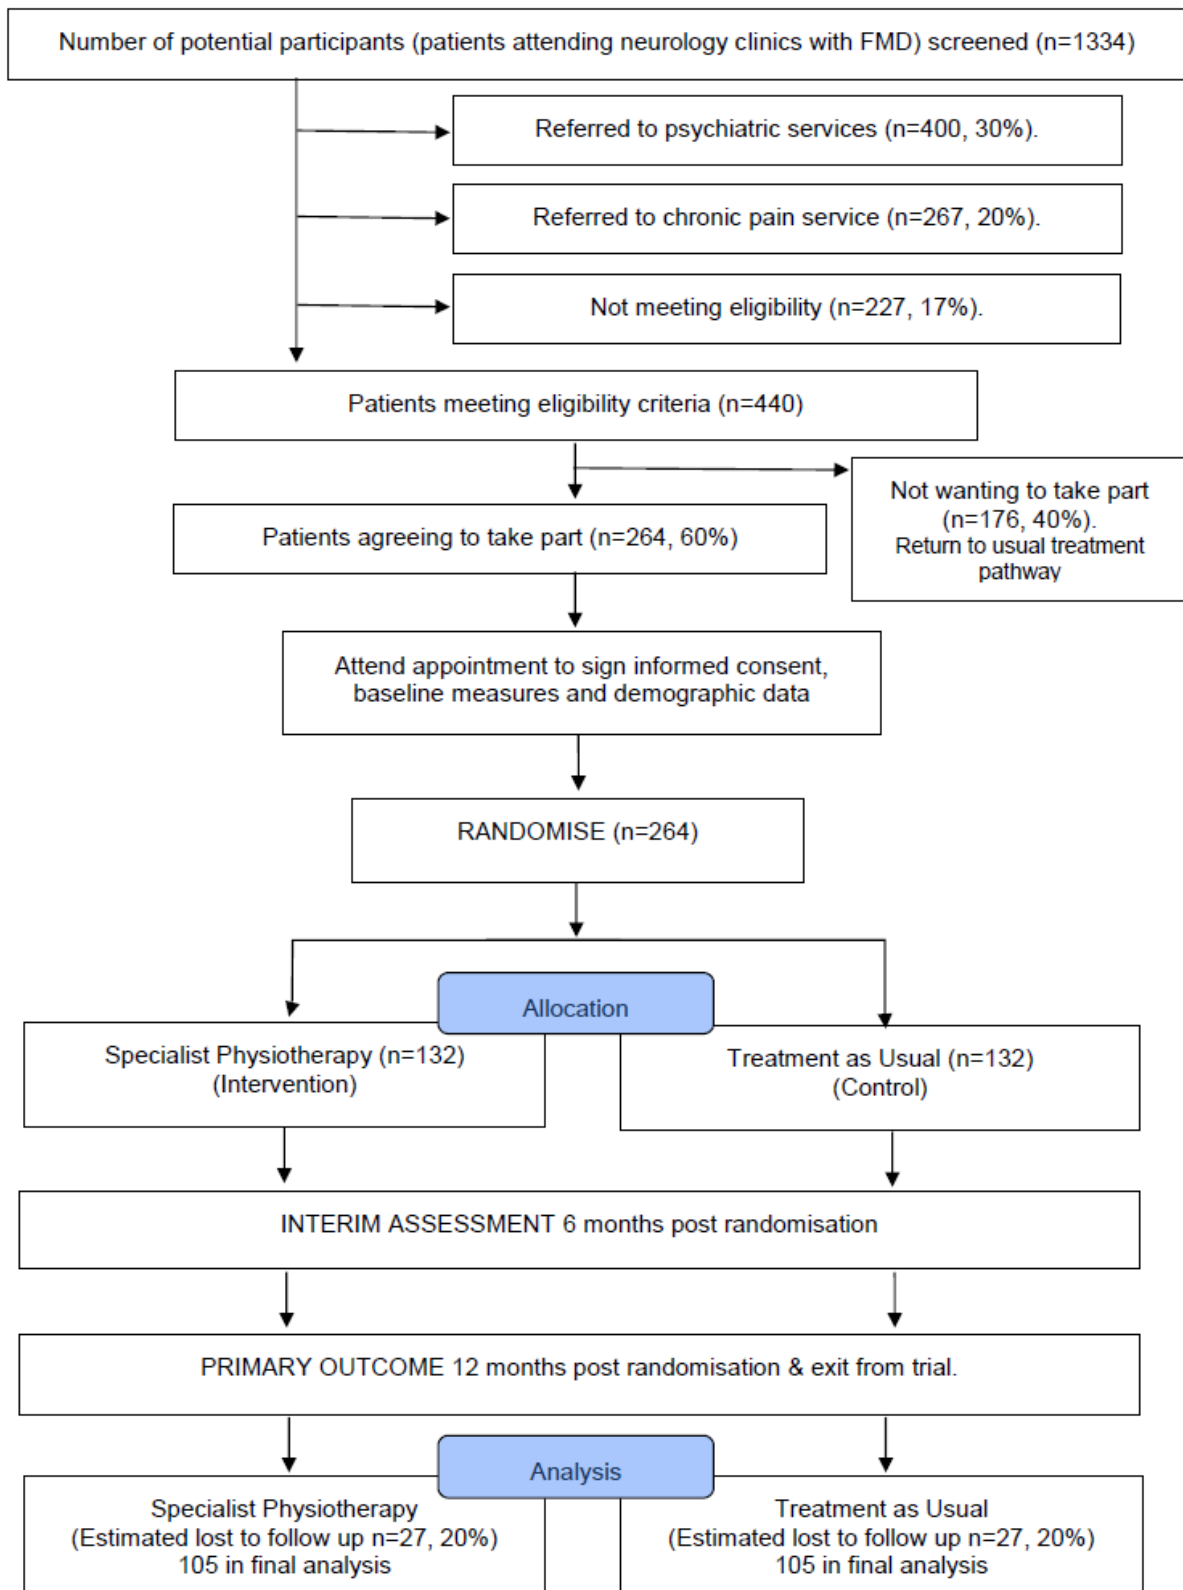 Number of potential participants (patients attending neurology clinics with FMD) screened (n=1334)
Referred to psychiatric services (n=400, 30%).
Referred to chronic pain service (n=267, 20%).
Not meeting eligibility (n=227, 17%).
Patients meeting eligibility criteria (n=440)
Not wanting to take part
(n=176, 40%).
Return to usual treatment
pathway
Patients agreeing to take part (n=264, 60%)
Attend appointment to sign informed consent,
baseline measures and demographic data
RANDOMISE (n=264)
Allocation
Specialist Physiotherapy (n=132)
(Intervention)
Treatment as Usual (n=132)
(Control)
INTERIM ASSESSMENT 6 months post randomisation
PRIMARY OUTCOME 12 months post randomisation & exit from trial.
Analysis
Specialist Physiotherapy
(Estimated lost to follow up n=27, 20%)
105 in final analysis
Treatment as Usual
(Estimated lost to follow up n=27, 20%)
105 in final analysis